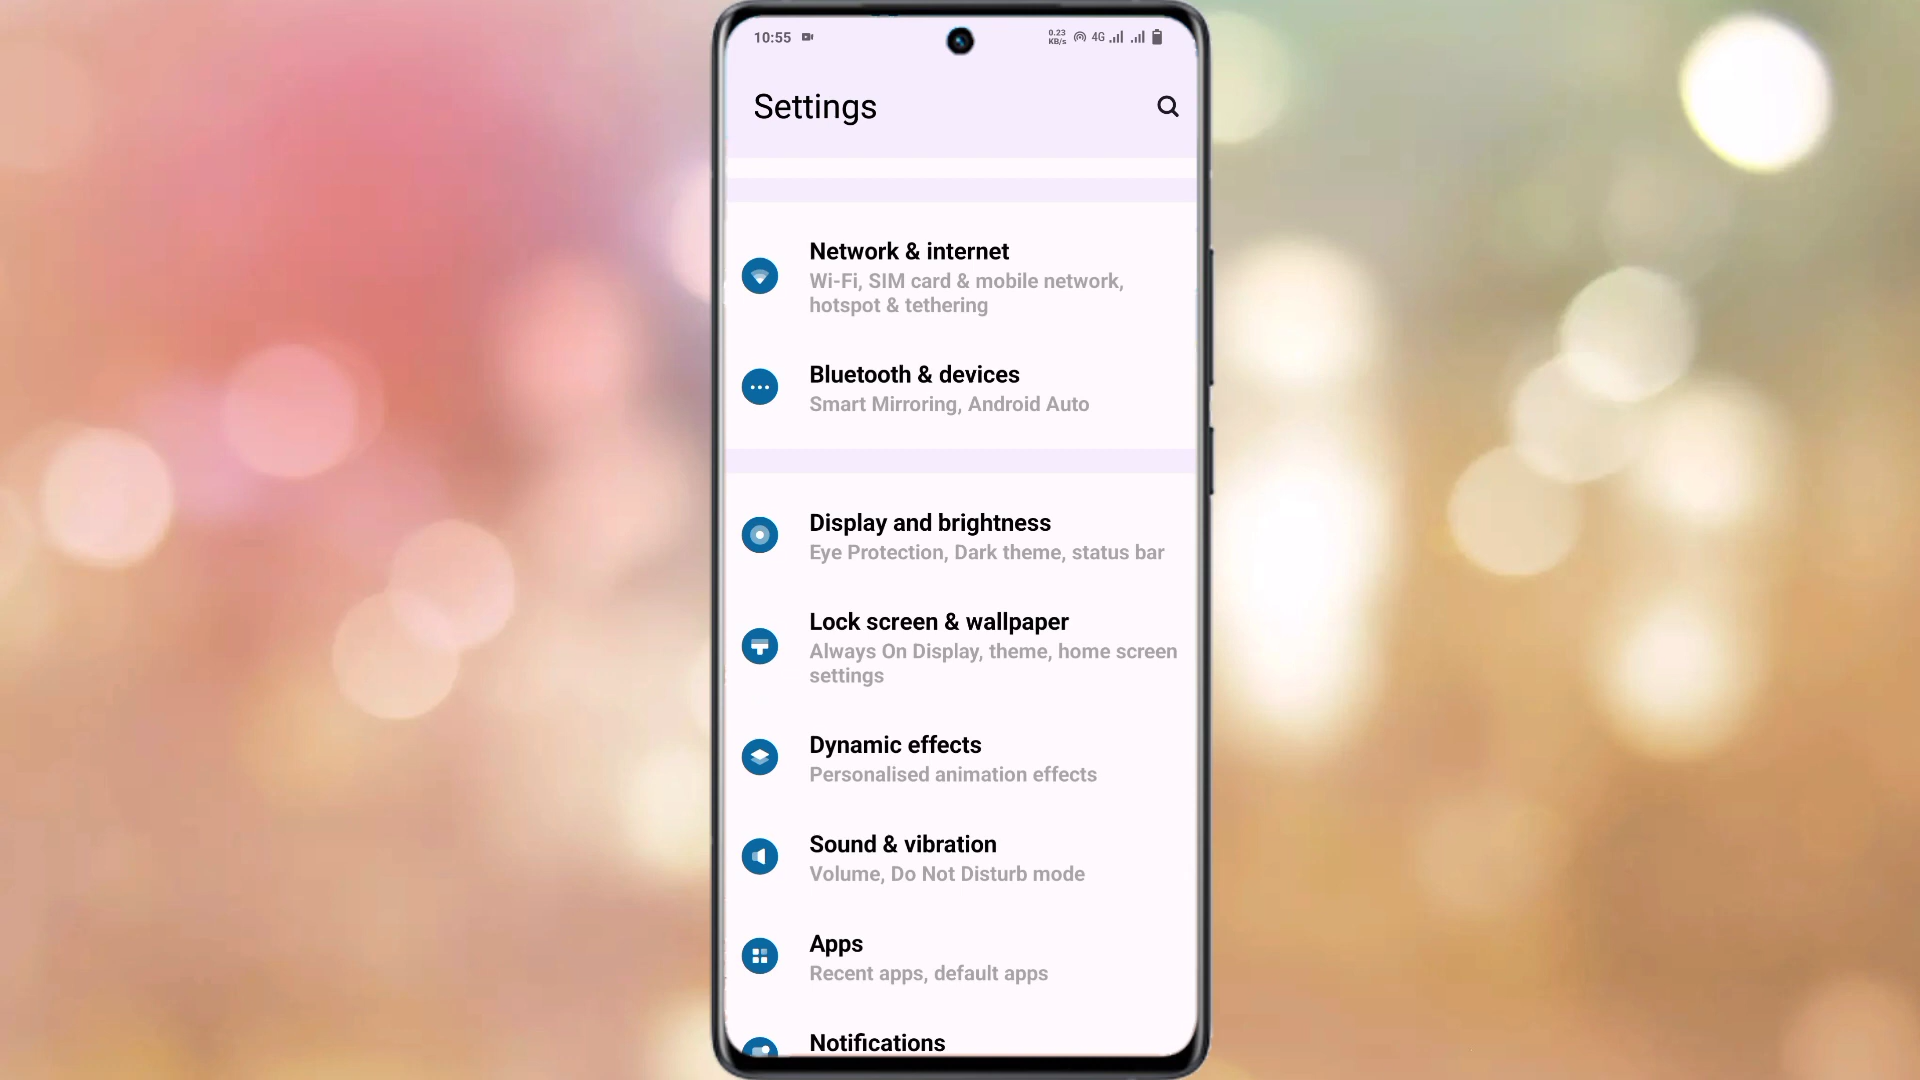 10:55
0.23
KB/s
4G
Settings
Network & internet
Wi-Fi, SIM card & mobile network,
hotspot & tethering
Bluetooth & devices
Smart Mirroring, Android Auto
Display and brightness
Eye Protection, Dark theme, status bar
Lock screen & wallpaper
Always On Display, theme, home screen
settings
Dynamic effects
Personalised animation effects
Sound & vibration
Volume, Do Not Disturb mode
Apps
Recent apps, default apps
Notifications